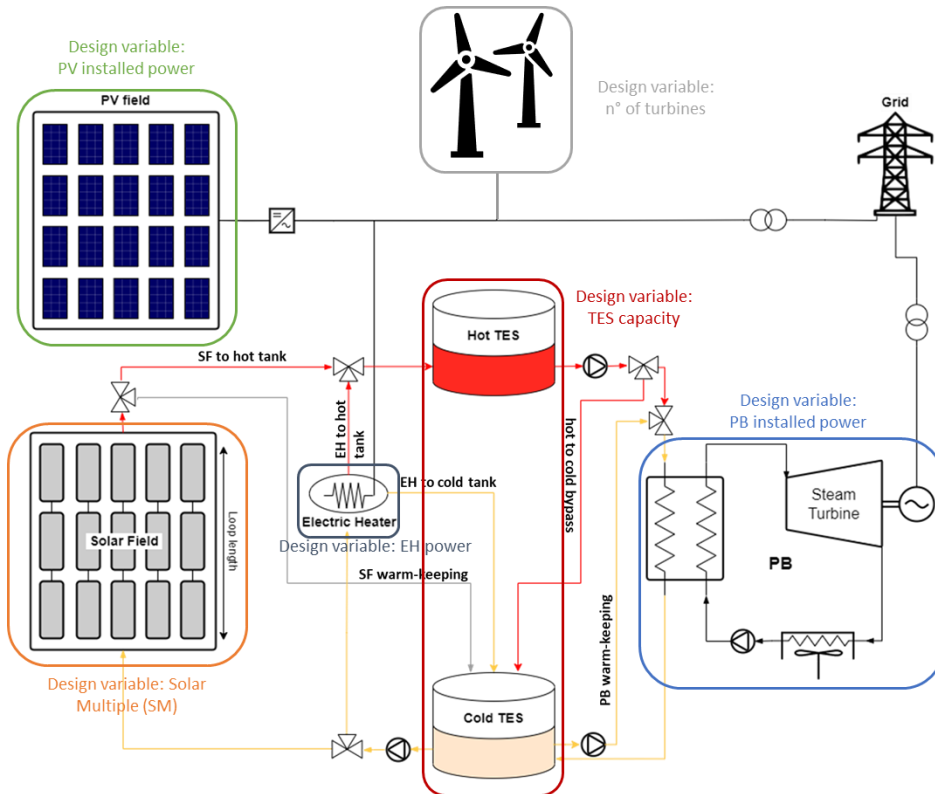 Design variable:
PV installed power
PV field
Design variable:
n° of turbines
Grid
Design variable:
TES capacity
Hot TES
SF to hot tank
EH to hot
tank
hot to cold bypass
Design variable:
PB installed power
EH to cold tank
Electric Heater
Design variable: EH power
Solar Field
Loop length
SF warm-keeping
Steam
Turbine
PB
PB warm-keeping
Design variable: Solar
Multiple (SM)
Cold TES